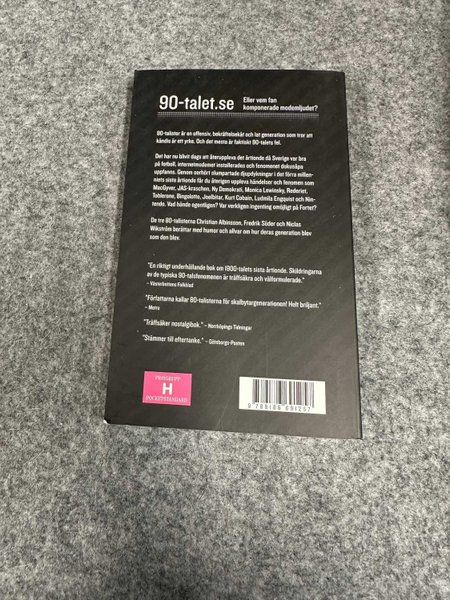 90-talet.se
Eller vem fan
komponerade modemljudet?
90-talister är en offensiv, bekräftelsekåt och lat generation som tror att
kändis är ett yrke. Och det mesta är faktiskt 90-talets fel.
Det har nu blivit dags att återuppleva det årtionde då Sverige var bra
på fotboll, internetmodemet installerades och fenomenet dokusåpa
uppfanns. Genom oerhört slumpartade djupdykningar i det förra millen-
niets sista årtionde får du återigen uppleva händelser och fenomen som
MacGyver, JAS-kraschen, Ny Demokrati, Monica Lewinsky, Rederiet,
Toblerone, Bingolotto, Joelbitar, Kurt Cobain, Ludmila Engquist och Nin-
tendo. Vad hände egentligen? Var verkligen ingenting omöjligt på Fortet?
De tre 80-talisterna Christian Albinsson, Fredrik Söder och Niclas
Wikström berättar med humor och allvar om hur deras generation blev
som den blev.
"En riktigt underhållande bok om 1900-talets sista årtionde. Skildringarna
av de typiska 90-talsfenomenen är träffsäkra och välformulerade."
– Västerbottens Folkblad
"Författarna kallar 80-talisterna för skalbytargenerationen! Helt briljant."
– Metro
"Träffsäker nostalgibok." – Norrköpings Tidningar
"Stämmer till eftertanke." – Göteborgs-Posten
PRISGRUPP
H
POCKETSTANDARD
9 789186 691257